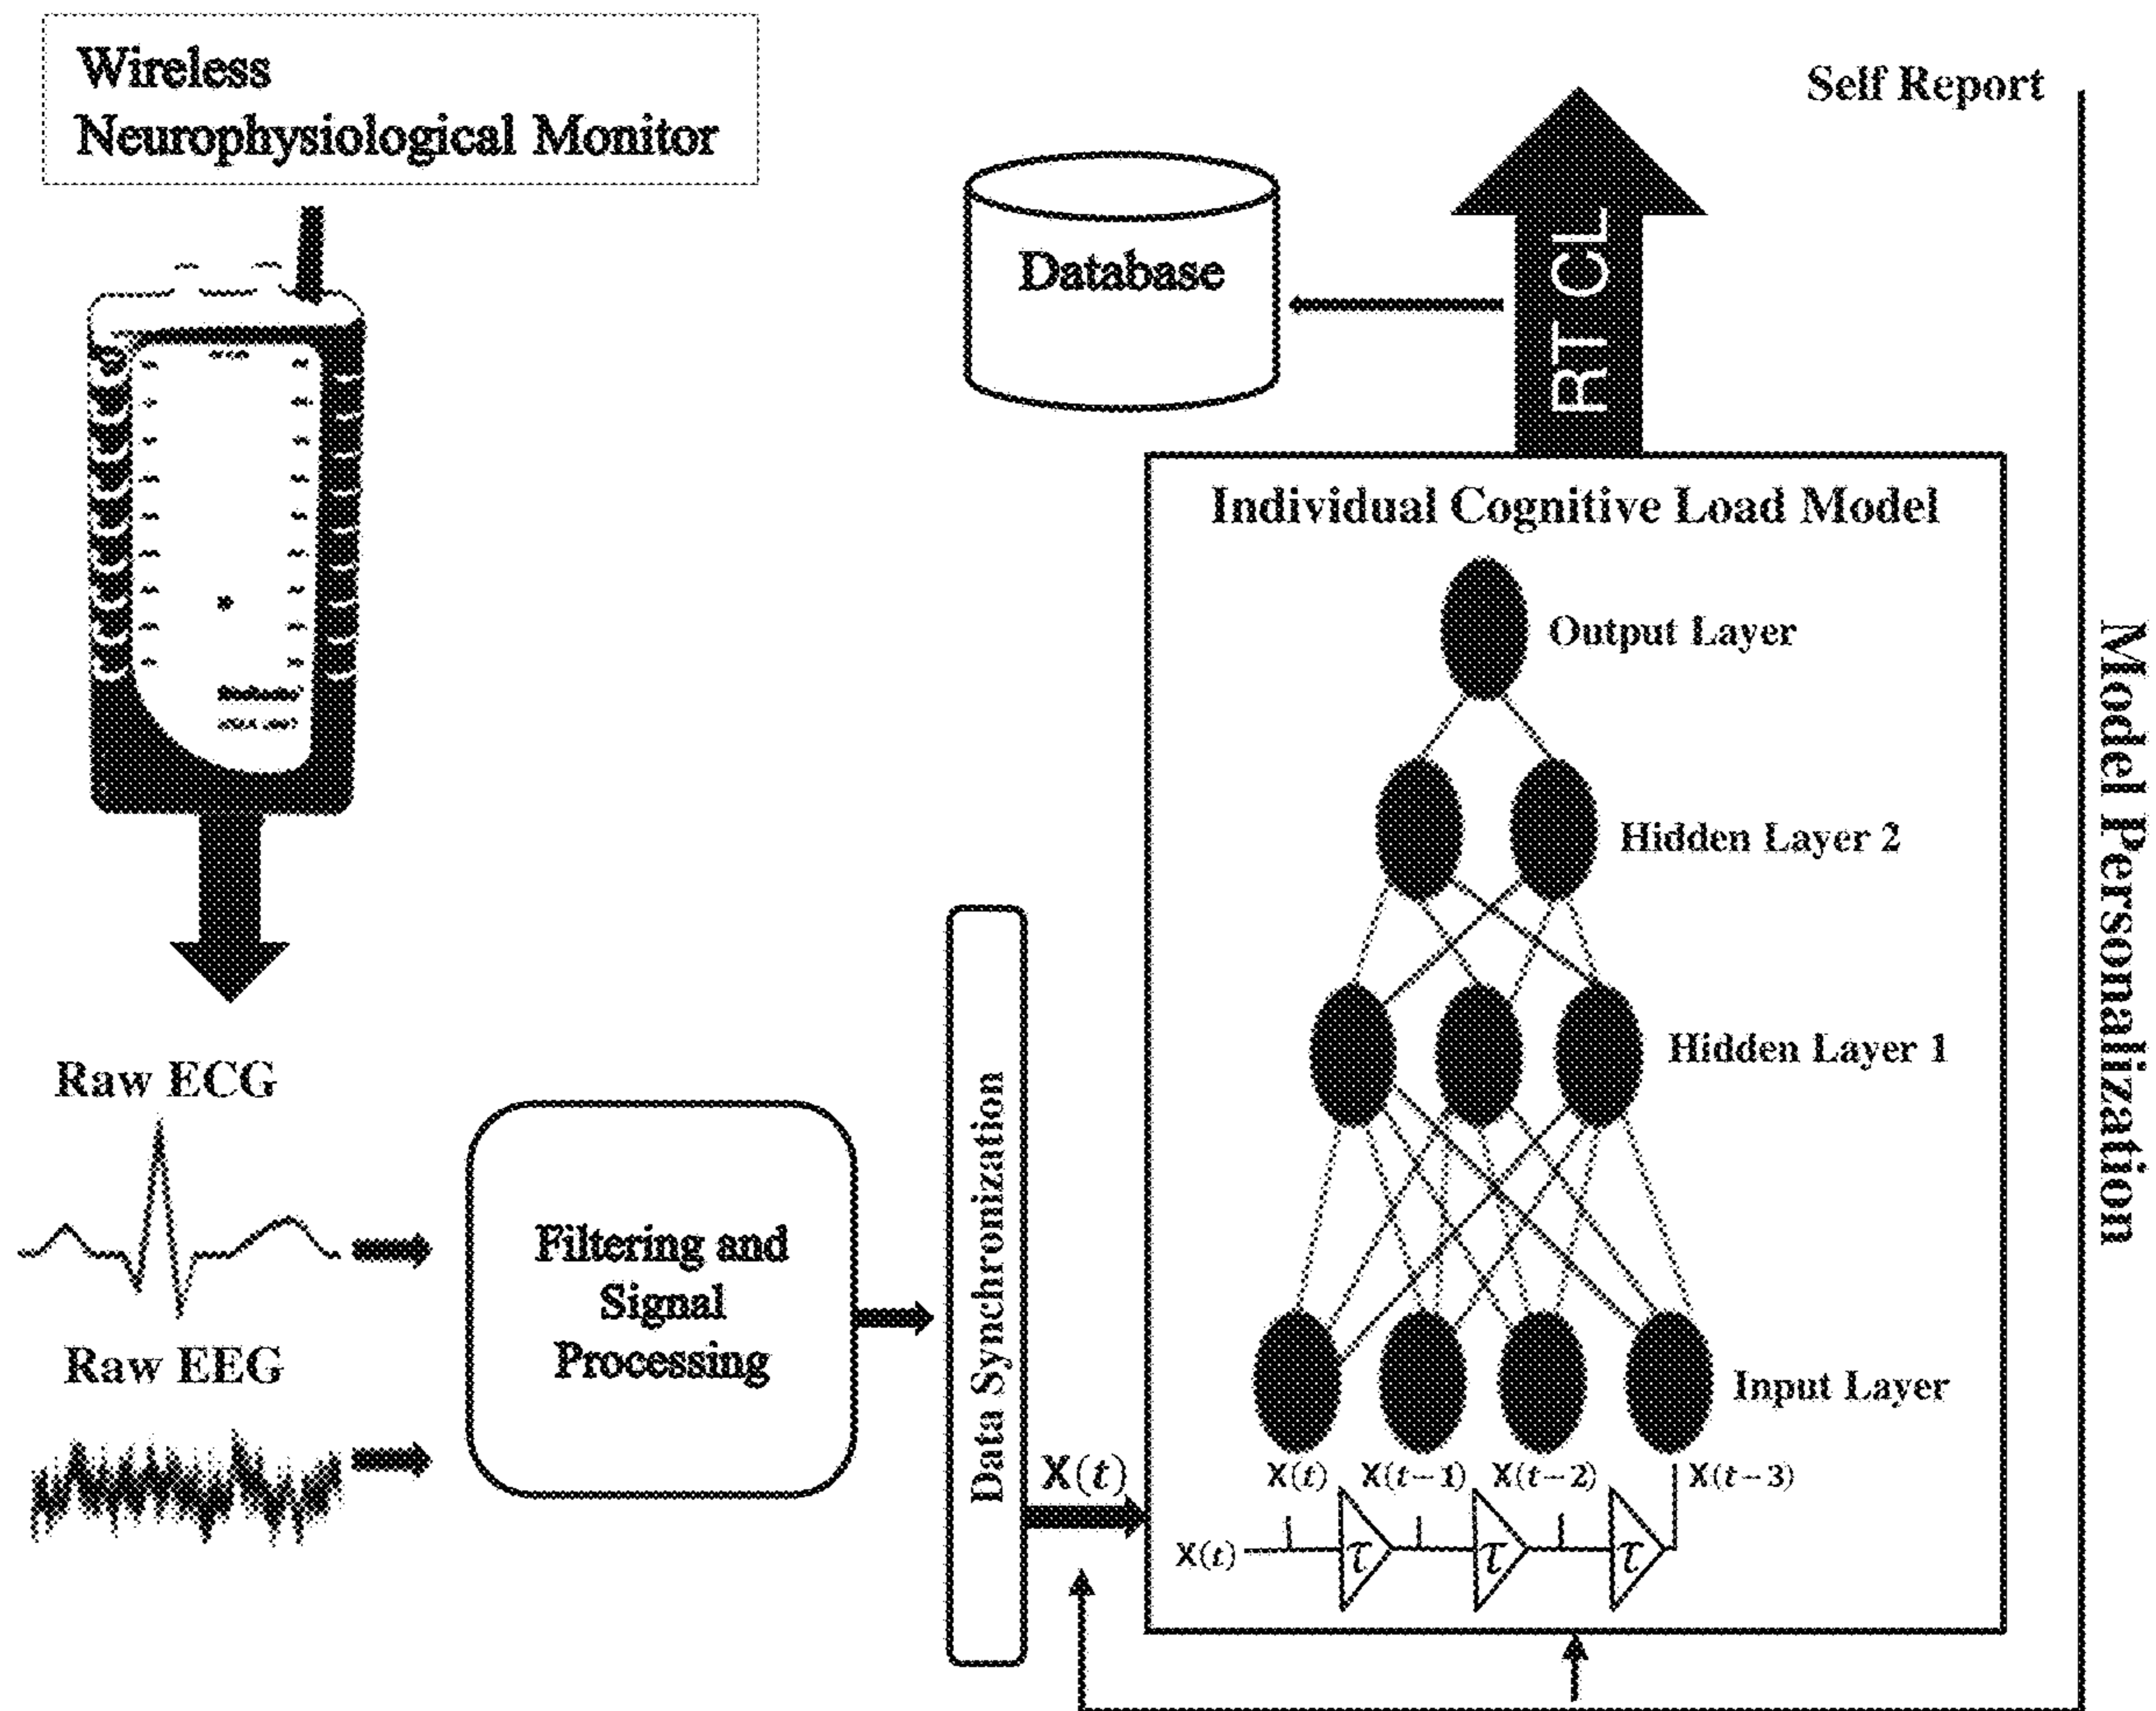 Wireless
Neurophysiological Monitor
Self Report
RT CL
Database
Individual Cognitive Load Model
Output Layer
Hidden Layer 2
Model Personalization
Hidden Layer 1
Raw ECG
Filtering and
Signal
Processing
Data Synchronization
Raw EEG
Input Layer
X(t)
X(t) X(t-1) X(t-2) X(t-3)
X(t) τ τ τ